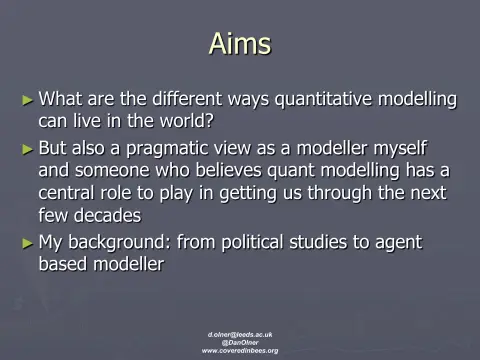 Aims
► What are the different ways quantitative modelling
can live in the world?
► But also a pragmatic view as a modeller myself
and someone who believes quant modelling has a
central role to play in getting us through the next
few decades
► My background: from political studies to agent
based modeller
d.olner@leeds.ac.uk
@DanOlner
www.coveredinbees.org